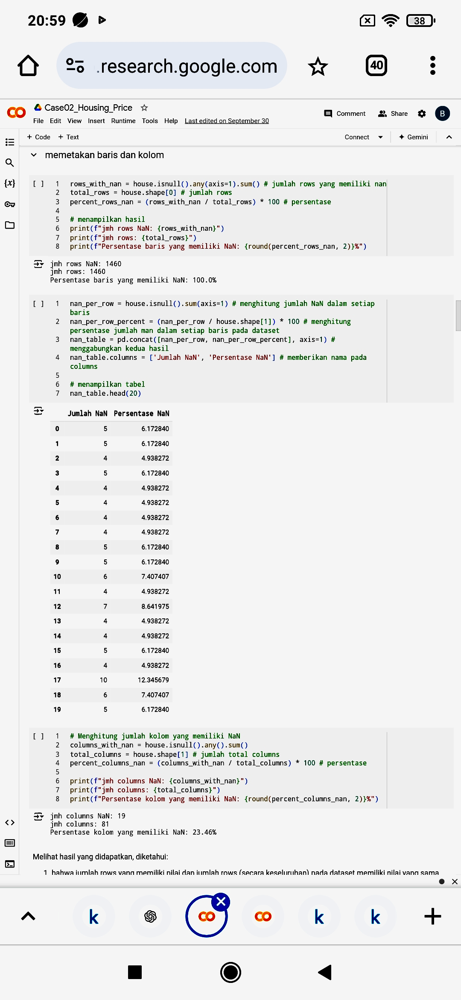 20:59
38
.research.google.com
40
Case02_Housing_Price
Comment
Share
B
File Edit View Insert Runtime Tools Help Last edited on September 30
+ Code + Text
Connect
Gemini
memetakan baris dan kolom
[ ] 1 rows_with_nan = house.isnull().any(axis=1).sum() # jumlah rows yang memiliki nan
2 total_rows = house.shape[0] # jumlah rows
3 percent_rows_nan = (rows_with_nan / total_rows) * 100 # persentase
4
5 # menampilkan hasil
6 print(f"jmh rows NaN: {rows_with_nan}")
7 print(f"jmh rows: {total_rows}")
8 print(f"Persentase baris yang memiliki NaN: {round(percent_rows_nan, 2)}%")
jmh rows NaN: 1460
jmh rows: 1460
Persentase baris yang memiliki NaN: 100.0%
[ ] 1 nan_per_row = house.isnull().sum(axis=1) # menghitung jumlah NaN dalam setiap
baris
2 nan_per_row_percent = (nan_per_row / house.shape[1]) * 100 # menghitung
persentase jumlah man dalam setiap baris pada dataset
3 nan_table = pd.concat([nan_per_row, nan_per_row_percent], axis=1) #
menggabungkan kedua hasil
4 nan_table.columns = ['Jumlah NaN', 'Persentase NaN'] # memberikan nama pada
columns
5
6 # menampilkan tabel
7 nan_table.head(20)
Jumlah NaN Persentase NaN
0 5 6.172840
1 5 6.172840
2 4 4.938272
3 5 6.172840
4 4 4.938272
5 4 4.938272
6 4 4.938272
7 4 4.938272
8 5 6.172840
9 5 6.172840
10 6 7.407407
11 4 4.938272
12 7 8.641975
13 4 4.938272
14 4 4.938272
15 5 6.172840
16 4 4.938272
17 10 12.345679
18 6 7.407407
19 5 6.172840
[ ] 1 # Menghitung jumlah kolom yang memiliki NaN
2 columns_with_nan = house.isnull().any().sum()
3 total_columns = house.shape[1] # jumlah total columns
4 percent_columns_nan = (columns_with_nan / total_columns) * 100 # persentase
5
6 print(f"jmh columns NaN: {columns_with_nan}")
7 print(f"jmh columns: {total_columns}")
8 print(f"Persentase kolom yang memiliki NaN: {round(percent_columns_nan, 2)}%")
jmh columns NaN: 19
jmh columns: 81
Persentase kolom yang memiliki NaN: 23.46%
Melihat hasil yang didapatkan, diketahui:
1. bahwa jumlah rows yang memiliki nilai dan jumlah rows (secara keseluruhan) pada dataset memiliki nilai yang sama
k
k
k